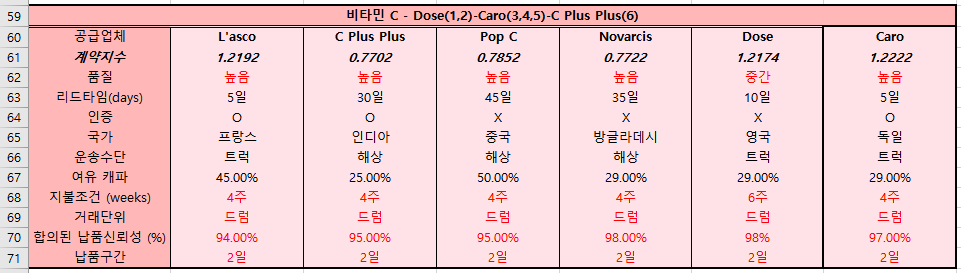 59 비타민 C - Dose(1,2)-Caro(3,4,5)-C Plus Plus(6)
60 공급업체 L'asco C Plus Plus Pop C Novarcis Dose Caro
61 계약지수 1.2192 0.7702 0.7852 0.7722 1.2174 1.2222
62 품질 높음 높음 높음 높음 중간 높음
63 리드타임(days) 5일 30일 45일 35일 10일 5일
64 인증 O O X X X O
65 국가 프랑스 인디아 중국 방글라데시 영국 독일
66 운송수단 트럭 해상 해상 해상 트럭 트럭
67 여유 캐파 45.00% 25.00% 50.00% 29.00% 29.00% 29.00%
68 지불조건 (weeks) 4주 4주 4주 4주 6주 4주
69 거래단위 드럼 드럼 드럼 드럼 드럼 드럼
70 합의된 납품신뢰성 (%) 94.00% 95.00% 95.00% 98.00% 98% 97.00%
71 납품구간 2일 2일 2일 2일 2일 2일